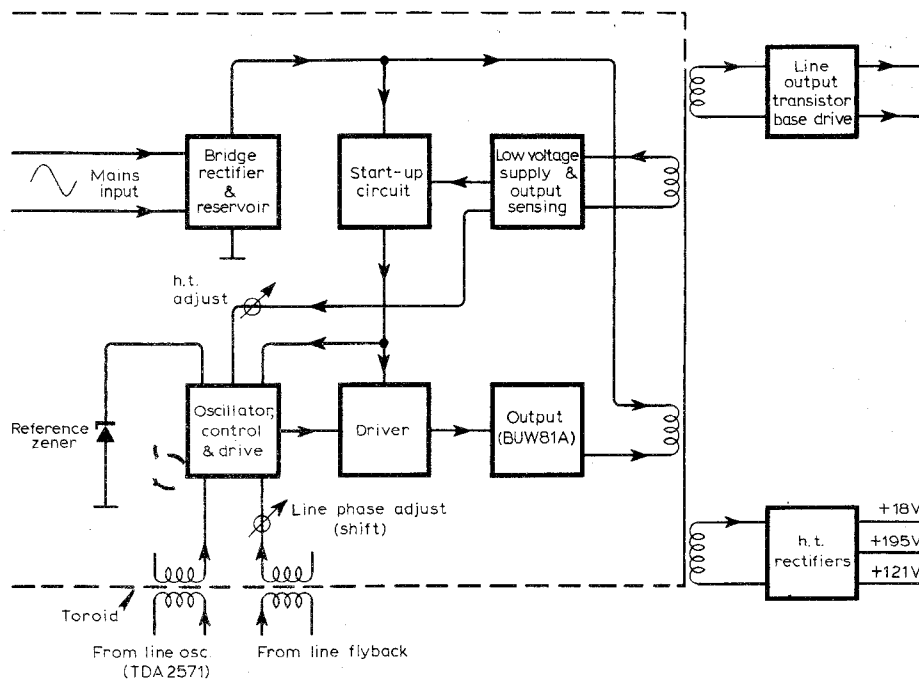 Line
output
transistor
base drive
Bridge
rectifier
&
reservoir
Mains
input
Start-up
circuit
Low voltage
supply &
output
sensing
h.t.
adjust
Reference
zener
Oscillator,
control
& drive
Driver
Output
(BUW81A)
Line phase adjust
(shift)
h.t.
rectifiers
+18V
+195V
+121V
Toroid
From line osc.
(TDA2571)
From line flyback